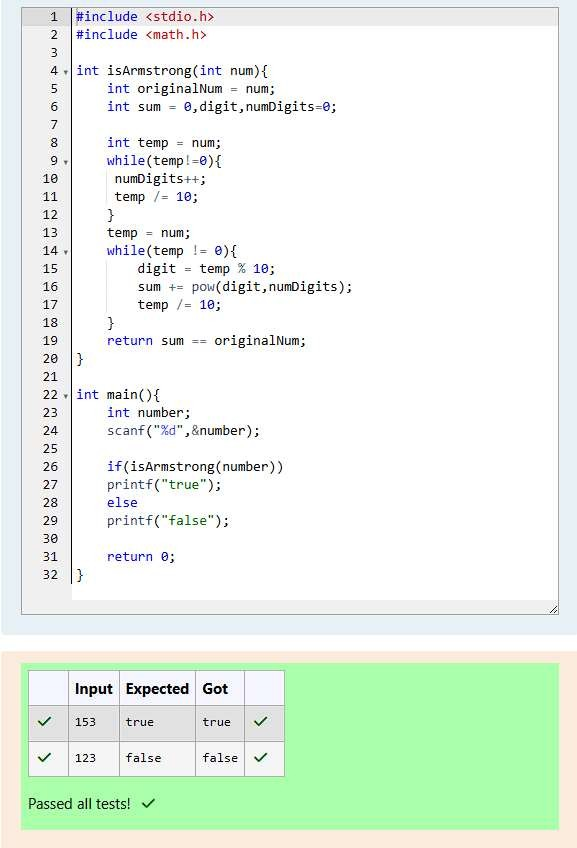 1 #include <stdio.h>
2 #include <math.h>
3
4 int isArmstrong(int num){
5     int originalNum = num;
6     int sum = 0,digit,numDigits=0;
7
8     int temp = num;
9     while(temp!=0){
10      numDigits++;
11      temp /= 10;
12     }
13     temp = num;
14     while(temp != 0){
15         digit = temp % 10;
16         sum += pow(digit,numDigits);
17         temp /= 10;
18     }
19     return sum == originalNum;
20 }
21
22 int main(){
23     int number;
24     scanf("%d",&number);
25
26     if(isArmstrong(number))
27     printf("true");
28     else
29     printf("false");
30
31     return 0;
32 }
Input Expected Got
153 true true
123 false false
Passed all tests!